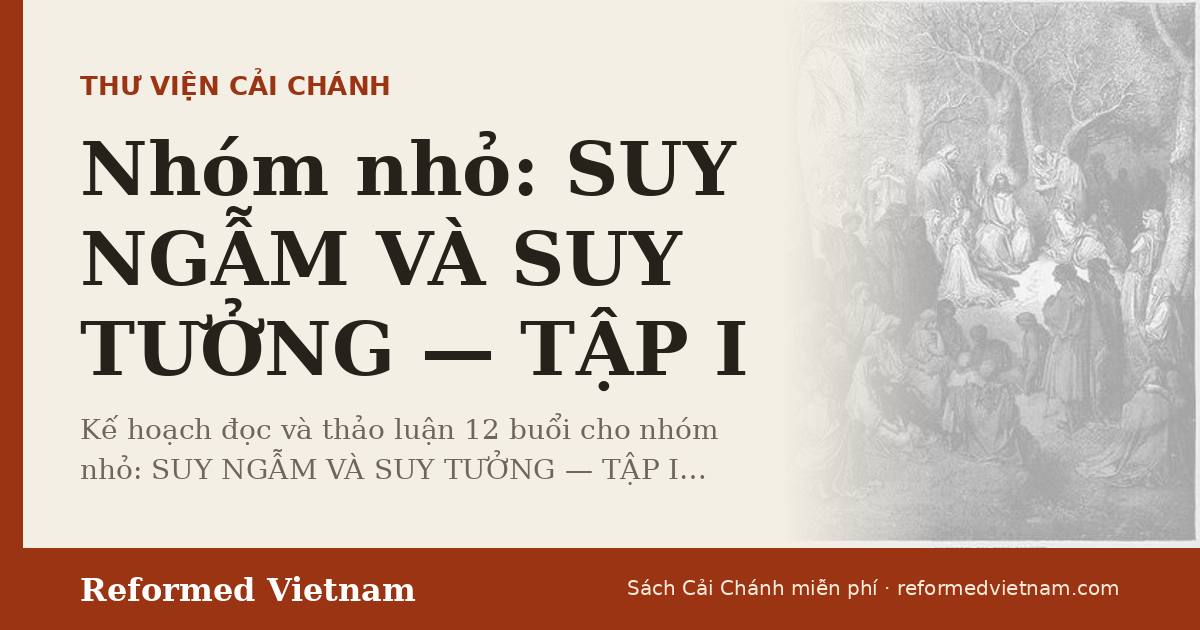 THƯ VIỆN CẢI CHÁNH
Nhóm nhỏ: SUY
NGẪM VÀ SUY
TƯỞNG — TẬP I
Kế hoạch đọc và thảo luận 12 buổi cho nhóm
nhỏ: SUY NGẪM VÀ SUY TƯỞNG — TẬP I...
Reformed Vietnam
Sách Cải Chánh miễn phí · reformedvietnam.com